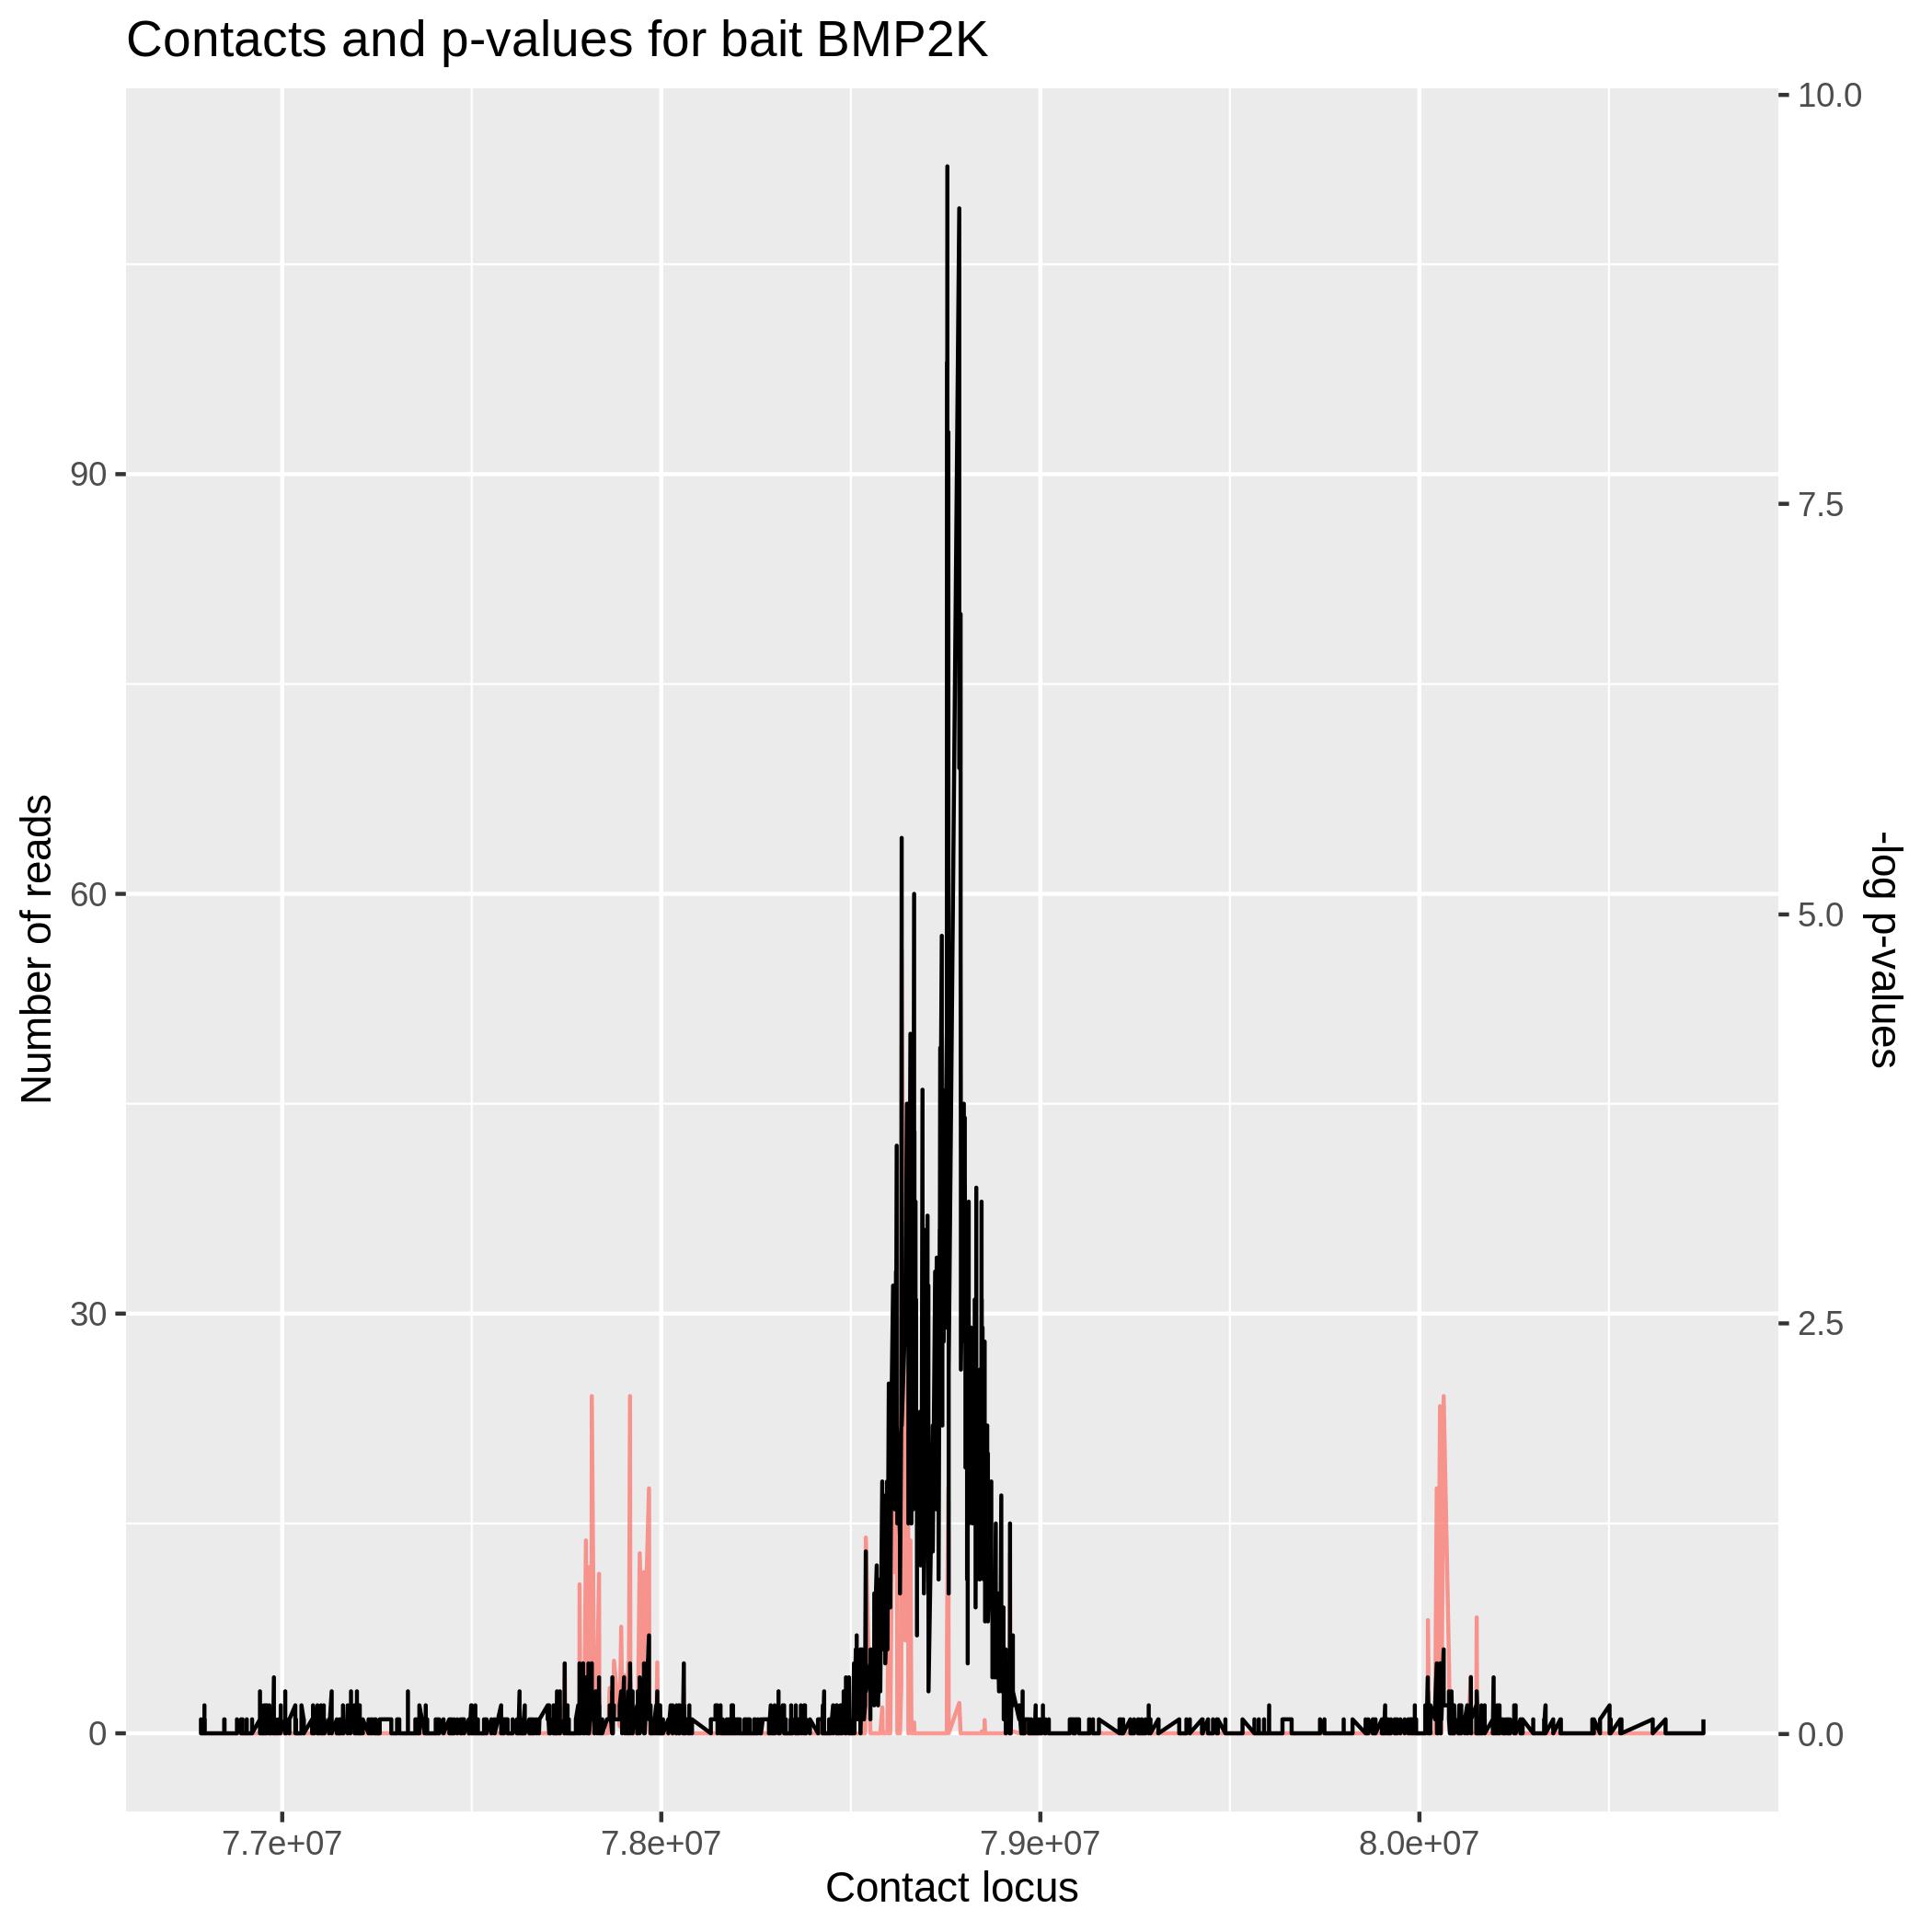 Contacts and p-values for bait BMP2K
10.0
90
7.5
60
5.0
30
2.5
0
0.0
Number of reads
-log p-values
7.7e+07 7.8e+07 7.9e+07 8.0e+07
Contact locus